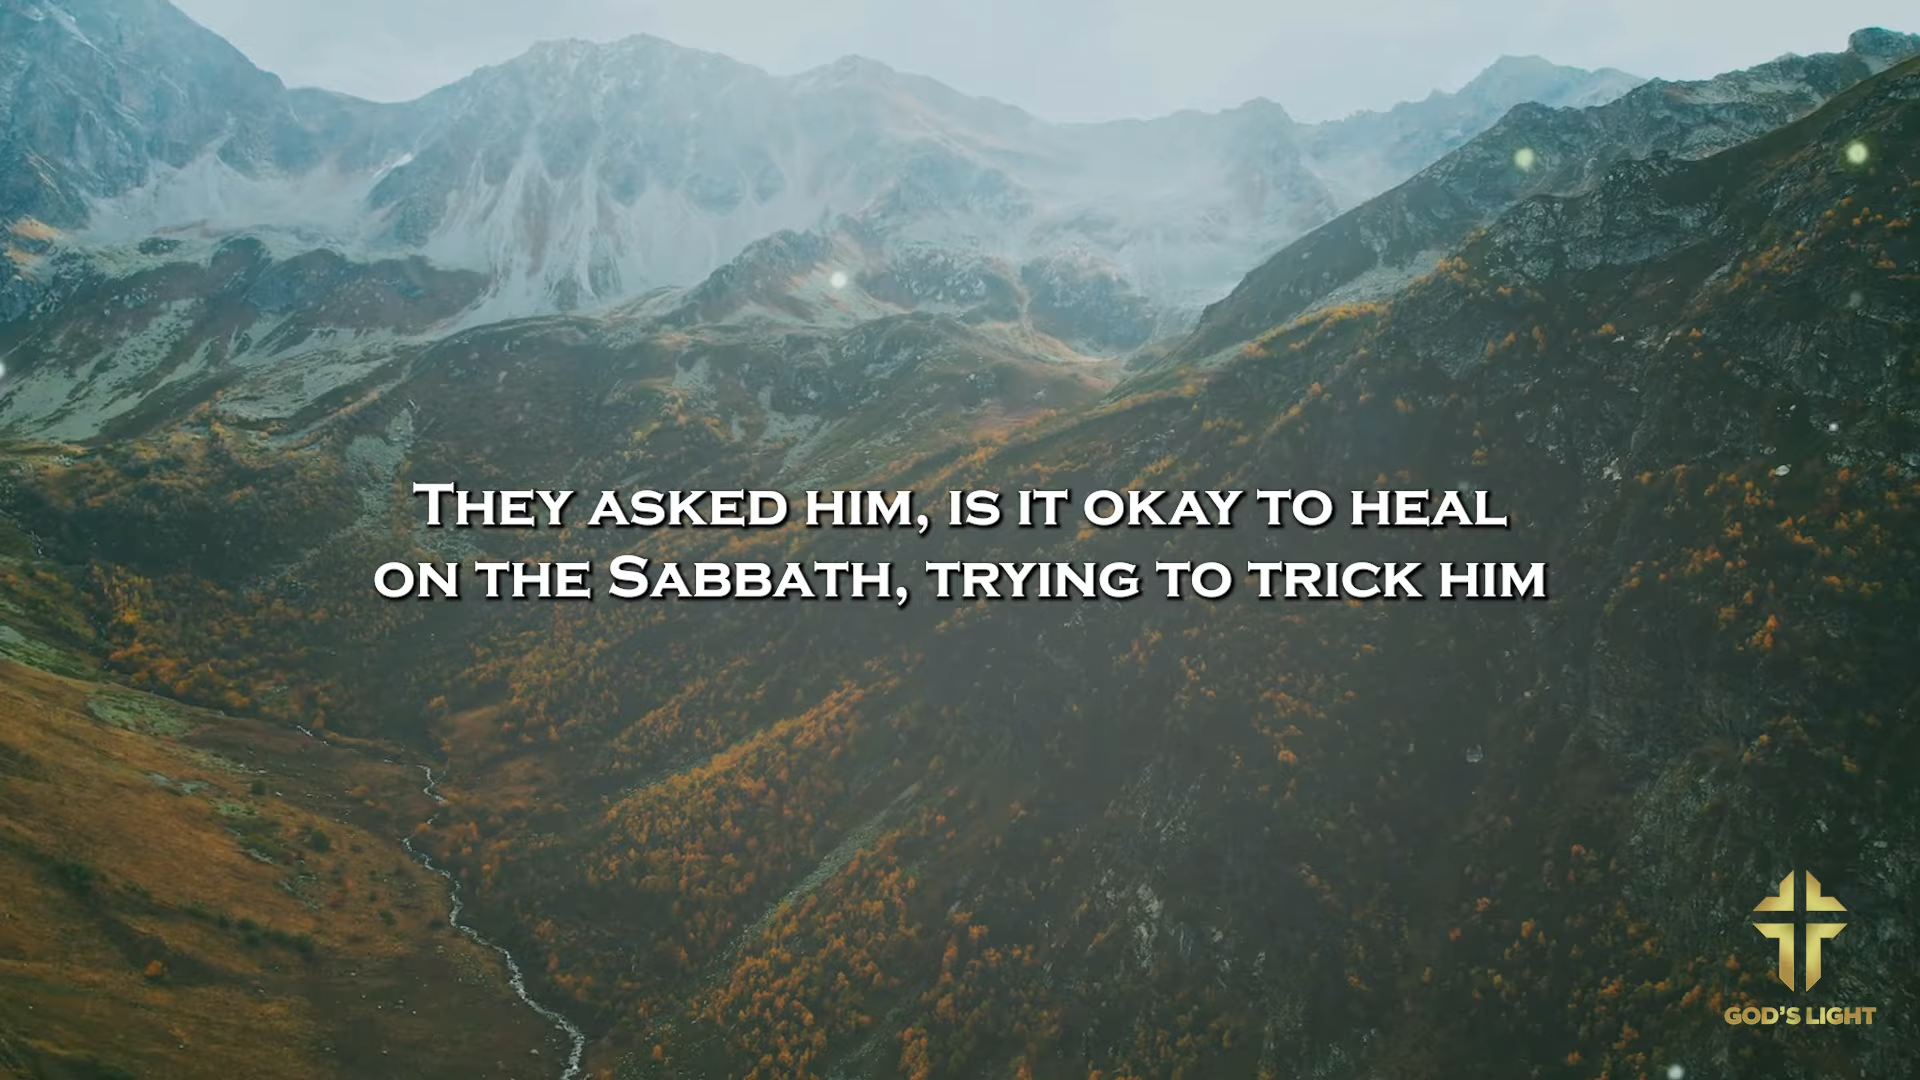 They asked him, is it okay to heal
on the Sabbath, trying to trick him
GOD'S LIGHT